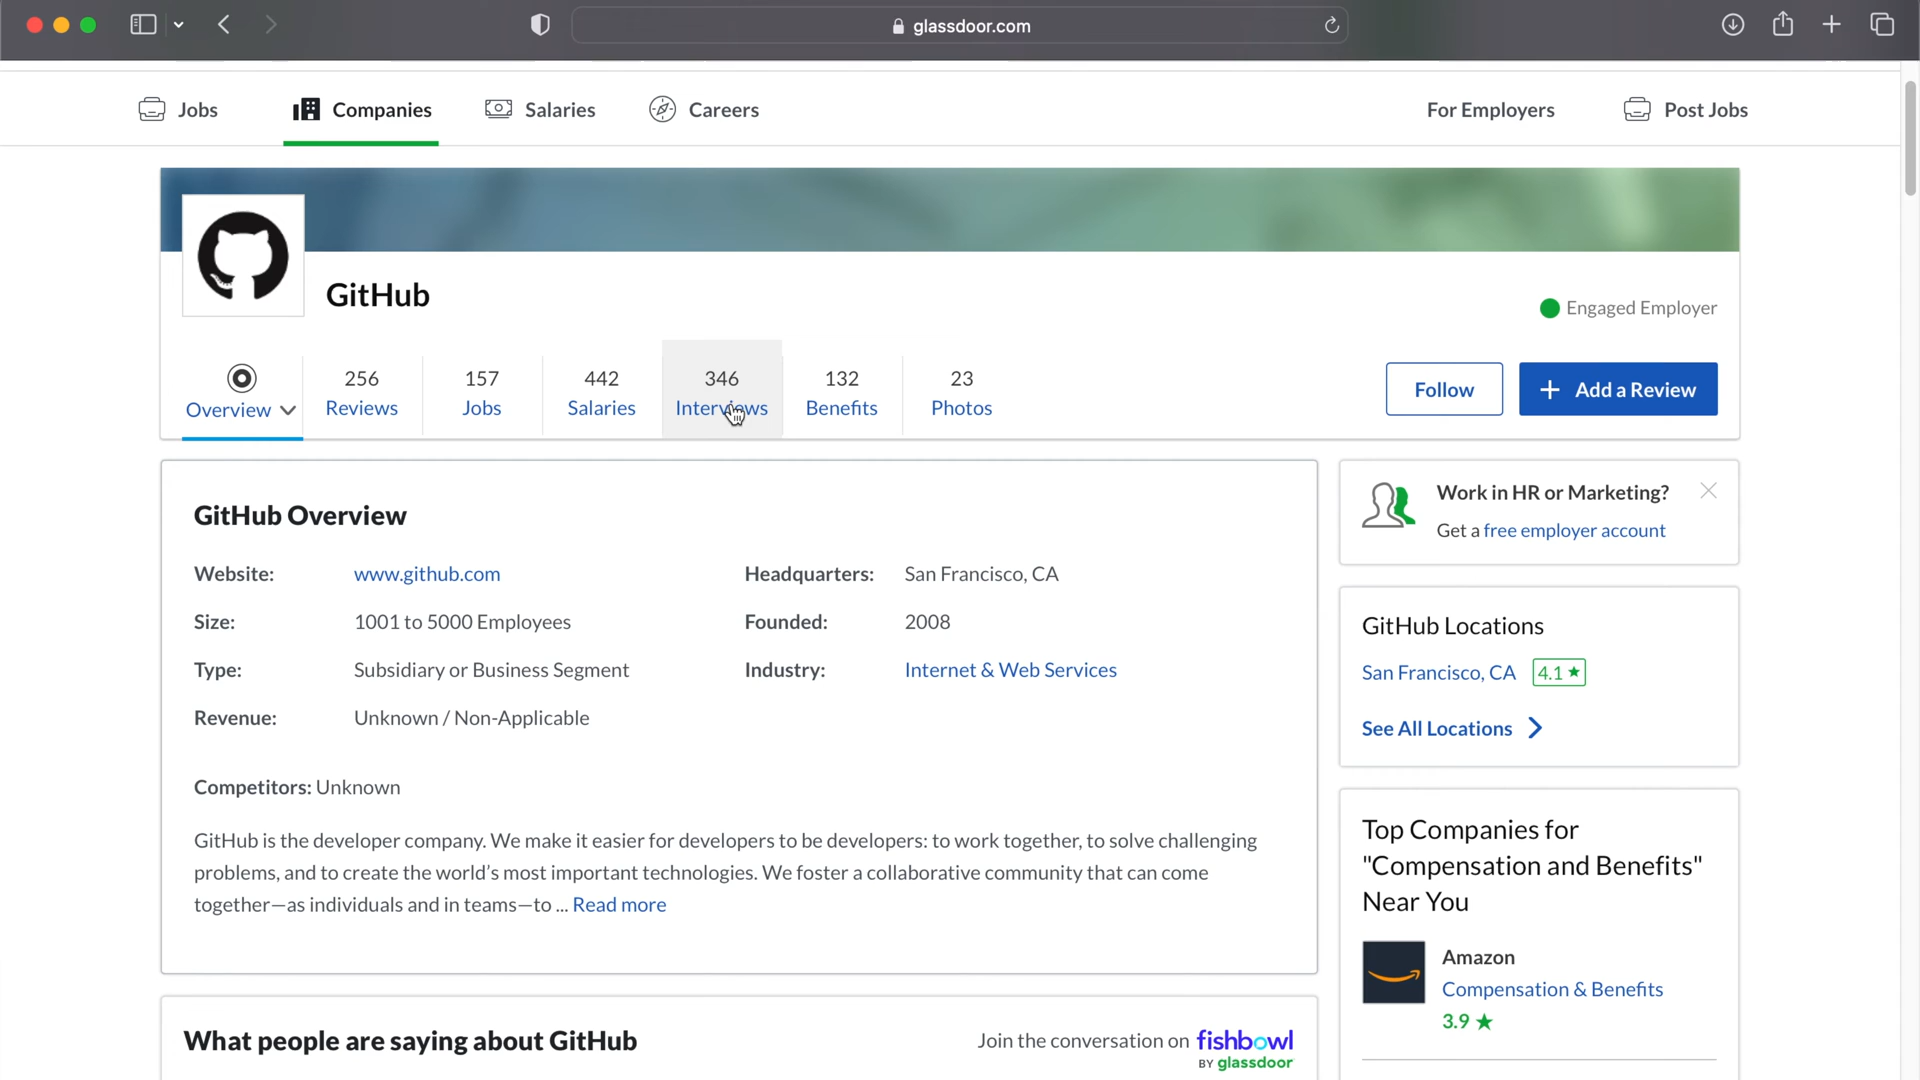 glassdoor.com
Jobs
Companies
Salaries
Careers
For Employers
Post Jobs
GitHub
Engaged Employer
Overview
256
Reviews
157
Jobs
442
Salaries
346
Interviews
132
Benefits
23
Photos
Follow
+ Add a Review
GitHub Overview
Website: www.github.com
Headquarters: San Francisco, CA
Size: 1001 to 5000 Employees
Founded: 2008
Type: Subsidiary or Business Segment
Industry: Internet & Web Services
Revenue: Unknown / Non-Applicable
Competitors: Unknown
GitHub is the developer company. We make it easier for developers to be developers: to work together, to solve challenging
problems, and to create the world’s most important technologies. We foster a collaborative community that can come
together—as individuals and in teams—to ... Read more
What people are saying about GitHub
Join the conversation on fishbowl
BY glassdoor
Work in HR or Marketing?
Get a free employer account
GitHub Locations
San Francisco, CA 4.1 ★
See All Locations
Top Companies for
"Compensation and Benefits"
Near You
Amazon
Compensation & Benefits
3.9 ★